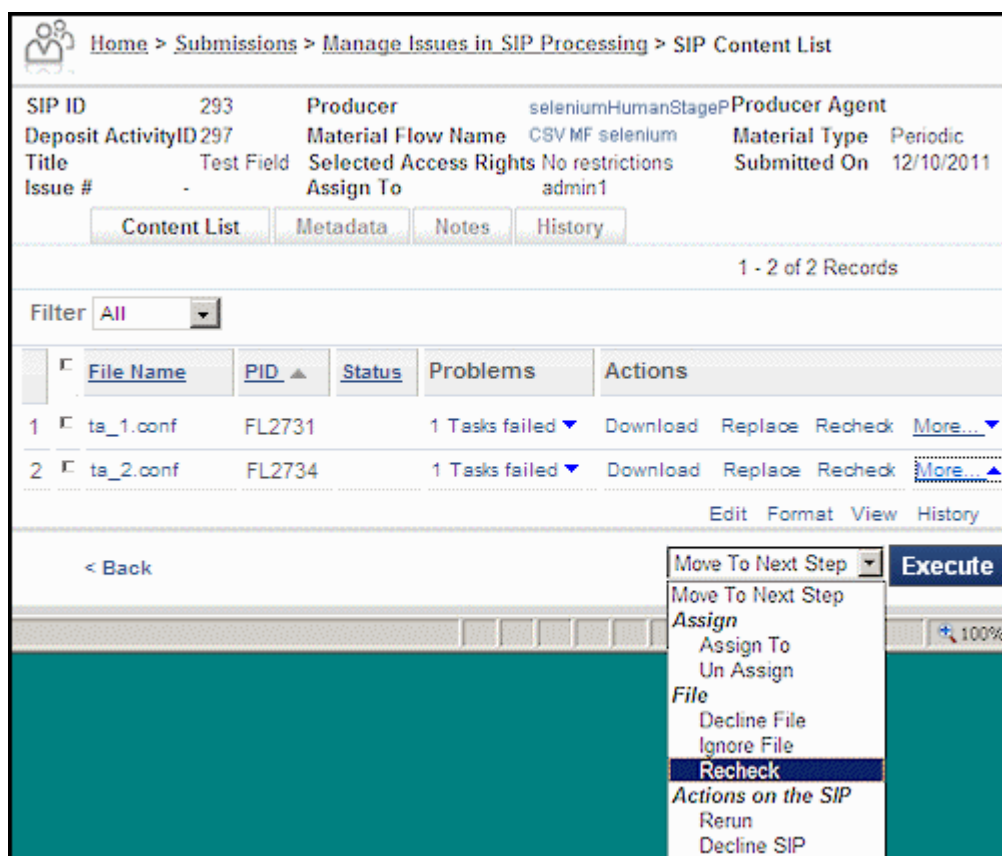 Home > Submissions > Manage Issues in SIP Processing > SIP Content List
SIP ID 293 Producer seleniumHumanStageP Producer Agent
Deposit ActivityID 297 Material Flow Name CSV MF selenium Material Type Periodic
Title Test Field Selected Access Rights No restrictions Submitted On 12/10/2011
Issue # - Assign To admin1
Content List Metadata Notes History
1 - 2 of 2 Records
Filter All
File Name PID Status Problems Actions
1 ta_1.conf FL2731 1 Tasks failed Download Replace Recheck More...
2 ta_2.conf FL2734 1 Tasks failed Download Replace Recheck More...
Edit Format View History
< Back Move To Next Step Execute
Move To Next Step
Assign
Assign To
Un Assign
100%
File
Decline File
Ignore File
Recheck
Actions on the SIP
Rerun
Decline SIP